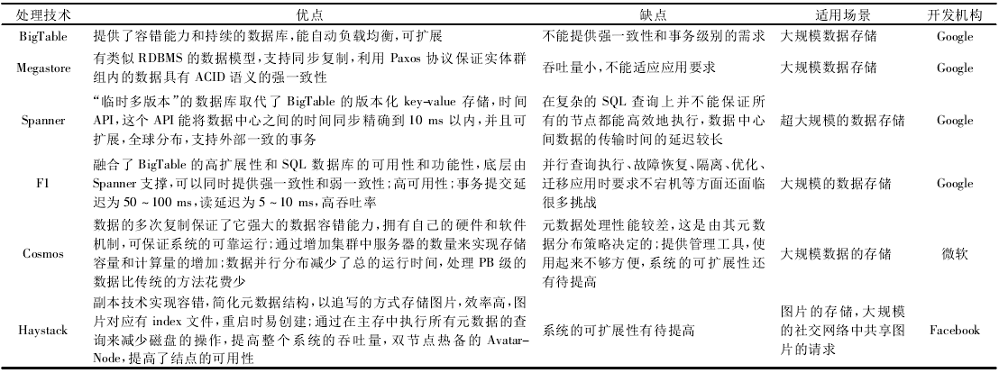 处理技术 优点 缺点 适用场景 开发机构
BigTable 提供了容错能力和持续的数据库,能自动负载均衡,可扩展 不能提供强一致性和事务级别的需求 大规模数据存储 Google
Megastore 有类似 RDBMS 的数据模型,支持同步复制,利用 Paxos 协议保证实体群
组内的数据具有 ACID 语义的强一致性 吞吐量小,不能适应应用要求 大规模数据存储 Google
Spanner “临时多版本”的数据库取代了 BigTable 的版本化 key-value 存储,时间
API,这个 API 能将数据中心之间的时间同步精确到 10 ms 以内,并且可
扩展,全球分布,支持外部一致的事务
在复杂的 SQL 查询上并不能保证所
有的节点都能高效地执行,数据中心
间数据的传输时间的延迟较长
超大规模的数据存储 Google
F1 融合了 BigTable 的高扩展性和 SQL 数据库的可用性和功能性,底层由
Spanner 支撑,可以同时提供强一致性和弱一致性;高可用性;事务提交延
迟为 50 ~ 100 ms,读延迟为 5 ~ 10 ms,高吞吐率
并行查询执行、故障恢复、隔离、优化、
迁移应用时要求不宕机等方面还面临
很多挑战
大规模的数据存储 Google
Cosmos 数据的多次复制保证了它强大的数据容错能力,拥有自己的硬件和软件
机制,可保证系统的可靠运行;通过增加集群中服务器的数量来实现存储
容量和计算量的增加;数据并行分布减少了总的运行时间,处理 PB 级的
数据比传统的方法花费少
元数据处理性能较差,这是由其元数
据分布策略决定的;提供管理工具,使
用起来不够方便,系统的可扩展性还
有待提高
大规模数据的存储 微软
Haystack 副本技术实现容错,简化元数据结构,以追写的方式存储图片,效率高,图
片对应有 index 文件,重启时易创建;通过在主存中执行所有元数据的查
询来减少磁盘的操作,提高整个系统的吞吐量,双节点热备的 Avatar-
Node,提高了结点的可用性
系统的可扩展性有待提高
图片的存储,大规模
的社交网络中共享图
片的请求
Facebook